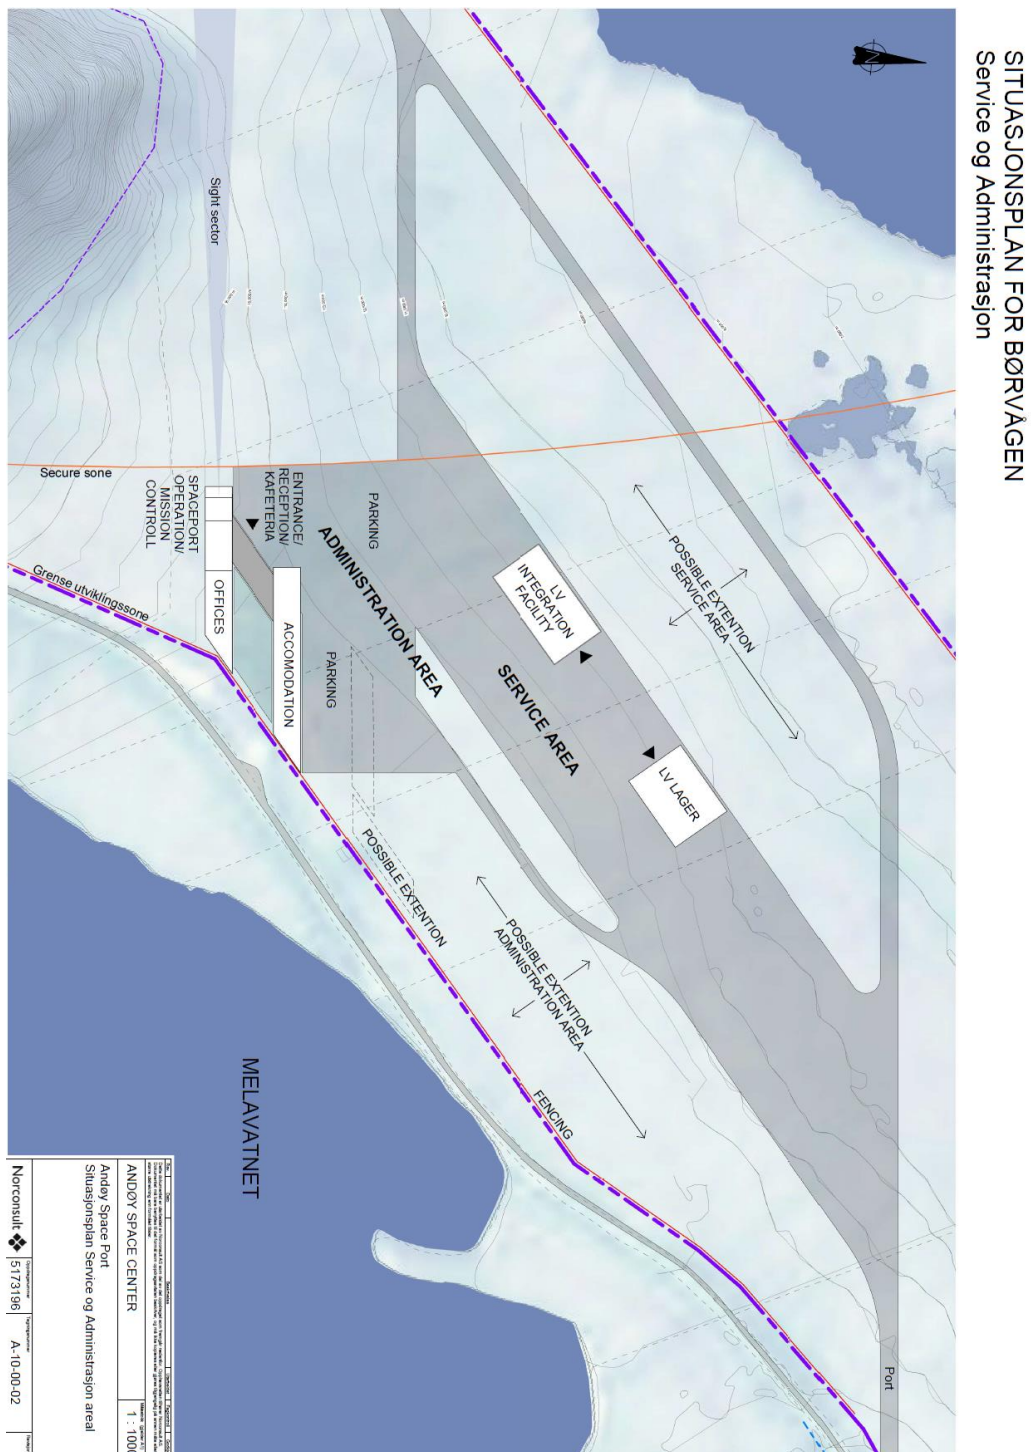 SITUASJONSPLAN FOR BØRVÅGEN
Service og Administrasjon
N
Sight sector
Secure sone
SPACEPORT
OPERATION/
MISSION
CONTROLL
ENTRANCE/
RECEPTION/
KAFETERIA
PARKING
ADMINISTRATION AREA
OFFICES
ACCOMODATION
PARKING
Grense utviklingssone
LV
INTEGRATION
FACILITY
SERVICE AREA
LV LAGER
POSSIBLE EXTENTION
SERVICE AREA
POSSIBLE EXTENTION
POSSIBLE EXTENTION
ADMINISTRATION AREA
FENCING
MELAVATNET
Port
ANDØY SPACE CENTER
1 : 1000
Andøy Space Port
Situasjonsplan Service og Administrasjon areal
Norconsult
5173196
A-10-00-02